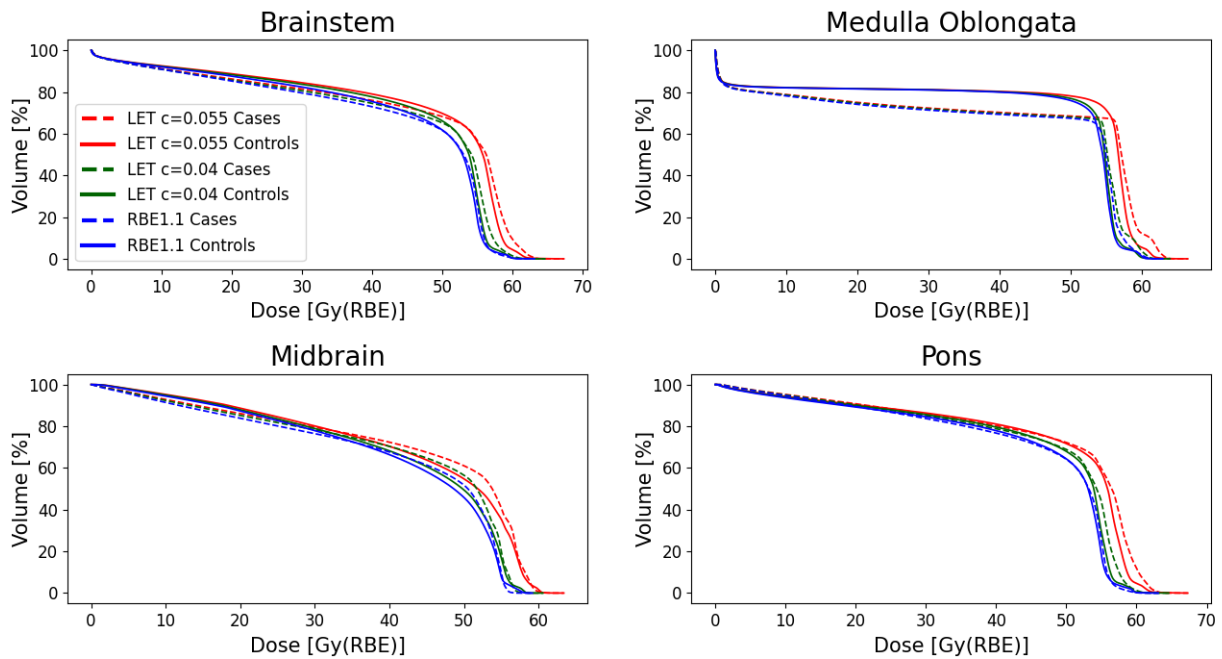 Brainstem
Volume [%]
100
80
60
40
20
0
LET c=0.055 Cases
LET c=0.055 Controls
LET c=0.04 Cases
LET c=0.04 Controls
RBE1.1 Cases
RBE1.1 Controls
0 10 20 30 40 50 60 70
Dose [Gy(RBE)]
Medulla Oblongata
Volume [%]
100
80
60
40
20
0
0 10 20 30 40 50 60 70
Dose [Gy(RBE)]
Midbrain
Volume [%]
100
80
60
40
20
0
0 10 20 30 40 50 60
Dose [Gy(RBE)]
Pons
Volume [%]
100
80
60
40
20
0
0 10 20 30 40 50 60 70
Dose [Gy(RBE)]